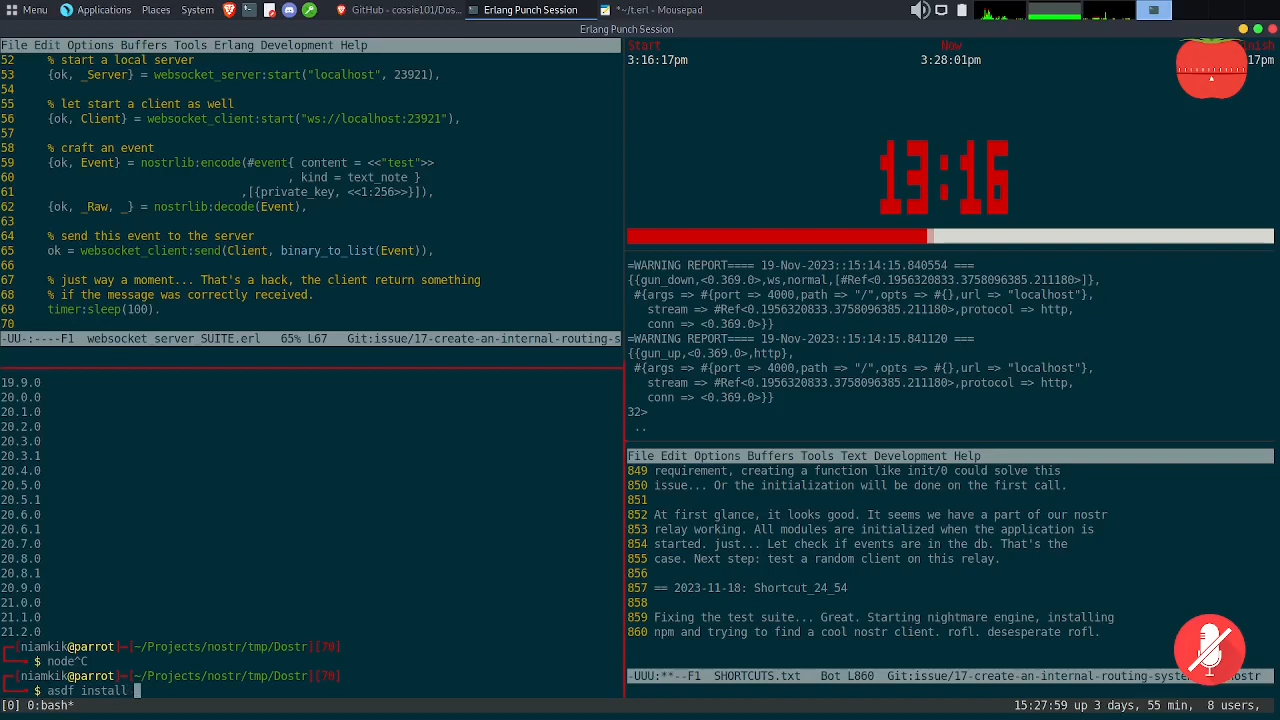 Menu Applications Places System GitHub - cossie101/Dos… Erlang Punch Session *~/t.erl - Mousepad
Erlang Punch Session
File Edit Options Buffers Tools Erlang Development Help
52 % start a local server
53 {ok, _Server} = websocket_server:start("localhost", 23921),
54
55 % let start a client as well
56 {ok, Client} = websocket_client:start("ws://localhost:23921"),
57
58 % craft an event
59 {ok, Event} = nostrlib:encode(#event{ content = <<"test">>
60 , kind = text_note }
61 ,[{private_key, <<1:256>>}]),
62 {ok, _Raw, _} = nostrlib:decode(Event),
63
64 % send this event to the server
65 ok = websocket_client:send(Client, binary_to_list(Event)),
66
67 % just way a moment... That's a hack, the client return something
68 % if the message was correctly received.
69 timer:sleep(100).
70
-UU-:----F1 websocket_server_SUITE.erl 65% L67 Git:issue/17-create-an-internal-routing-s
19.9.0
20.0.0
20.1.0
20.2.0
20.3.0
20.3.1
20.4.0
20.5.0
20.5.1
20.6.0
20.6.1
20.7.0
20.8.0
20.8.1
20.9.0
21.0.0
21.1.0
21.2.0
[niamkik@parrot]-[~/Projects/nostr/tmp/Dostr][70]
$ node^C
[niamkik@parrot]-[~/Projects/nostr/tmp/Dostr][70]
$ asdf install
Start Now inish
3:16:17pm 3:28:01pm 17pm
13:16
=WARNING REPORT==== 19-Nov-2023::15:14:15.840554 ===
{{gun_down,<0.369.0>,ws,normal,[#Ref<0.1956320833.3758096385.211180>]},
#{args => #{port => 4000,path => "/",opts => #{},url => "localhost"},
stream => #Ref<0.1956320833.3758096385.211180>,protocol => http,
conn => <0.369.0>}}
=WARNING REPORT==== 19-Nov-2023::15:14:15.841120 ===
{{gun_up,<0.369.0>,http},
#{args => #{port => 4000,path => "/",opts => #{},url => "localhost"},
stream => #Ref<0.1956320833.3758096385.211180>,protocol => http,
conn => <0.369.0>}}
32>
..
File Edit Options Buffers Tools Text Development Help
849 requirement, creating a function like init/0 could solve this
850 issue... Or the initialization will be done on the first call.
851
852 At first glance, it looks good. It seems we have a part of our nostr
853 relay working. All modules are initialized when the application is
854 started. just... Let check if events are in the db. That's the
855 case. Next step: test a random client on this relay.
856
857 == 2023-11-18: Shortcut_24_54
858
859 Fixing the test suite... Great. Starting nightmare engine, installing
860 npm and trying to find a cool nostr client. rofl. desesperate rofl.
-UUU:**--F1 SHORTCUTS.txt Bot L860 Git:issue/17-create-an-internal-routing-syste ostr
[0] 0:bash* 15:27:59 up 3 days, 55 min, 8 users,